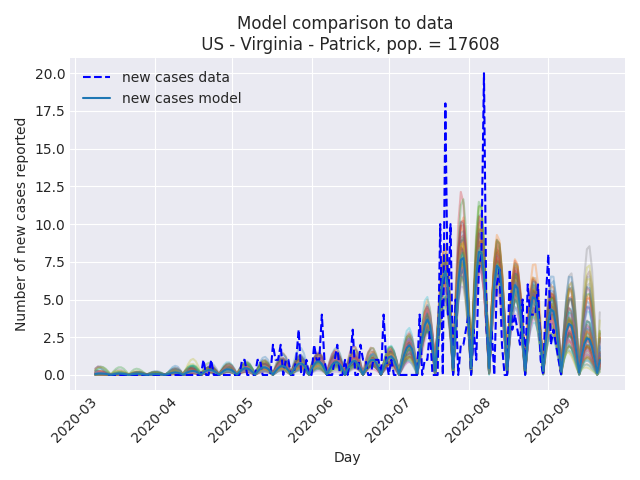 Model comparison to data
US - Virginia - Patrick, pop. = 17608
new cases data
new cases model
Number of new cases reported
20.0
17.5
15.0
12.5
10.0
7.5
5.0
2.5
0.0
2020-03
2020-04
2020-05
2020-06
2020-07
2020-08
2020-09
Day